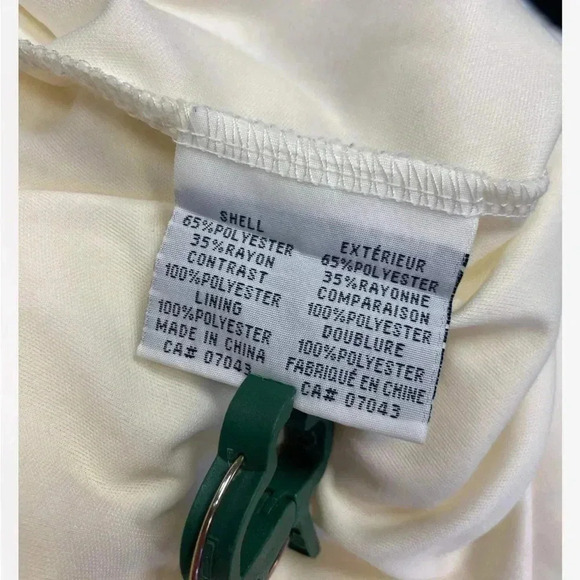 SHELL
65%POLYESTER
35%RAYON
CONTRAST
100%POLYESTER
LINING
100%POLYESTER
MADE IN CHINA
CA# 07043
EXTÉRIEUR
65%POLYESTER
35%RAYONNE
COMPARAISON
100%POLYESTER
DOUBLURE
100%POLYESTER
FABRIQUÉ EN CHINE
CA# 07043